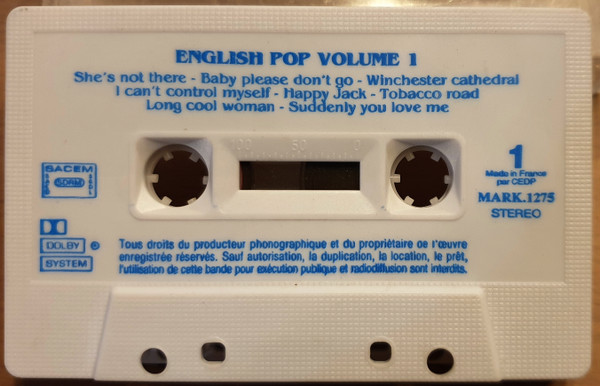 ENGLISH POP VOLUME 1
She's not there - Baby please don't go - Winchester cathedral
I can't control myself - Happy Jack - Tobacco road
Long cool woman - Suddenly you love me
100 50 0
SACEM
SDRM
1
Made in France
par CEDP
MARK.1275
STEREO
DOLBY ®
SYSTEM
Tous droits du producteur phonographique et du propriétaire de l'œuvre
enregistrée réservés. Sauf autorisation, la duplication, la location, le prêt,
l'utilisation de cette bande pour exécution publique et radiodiffusion sont interdits.